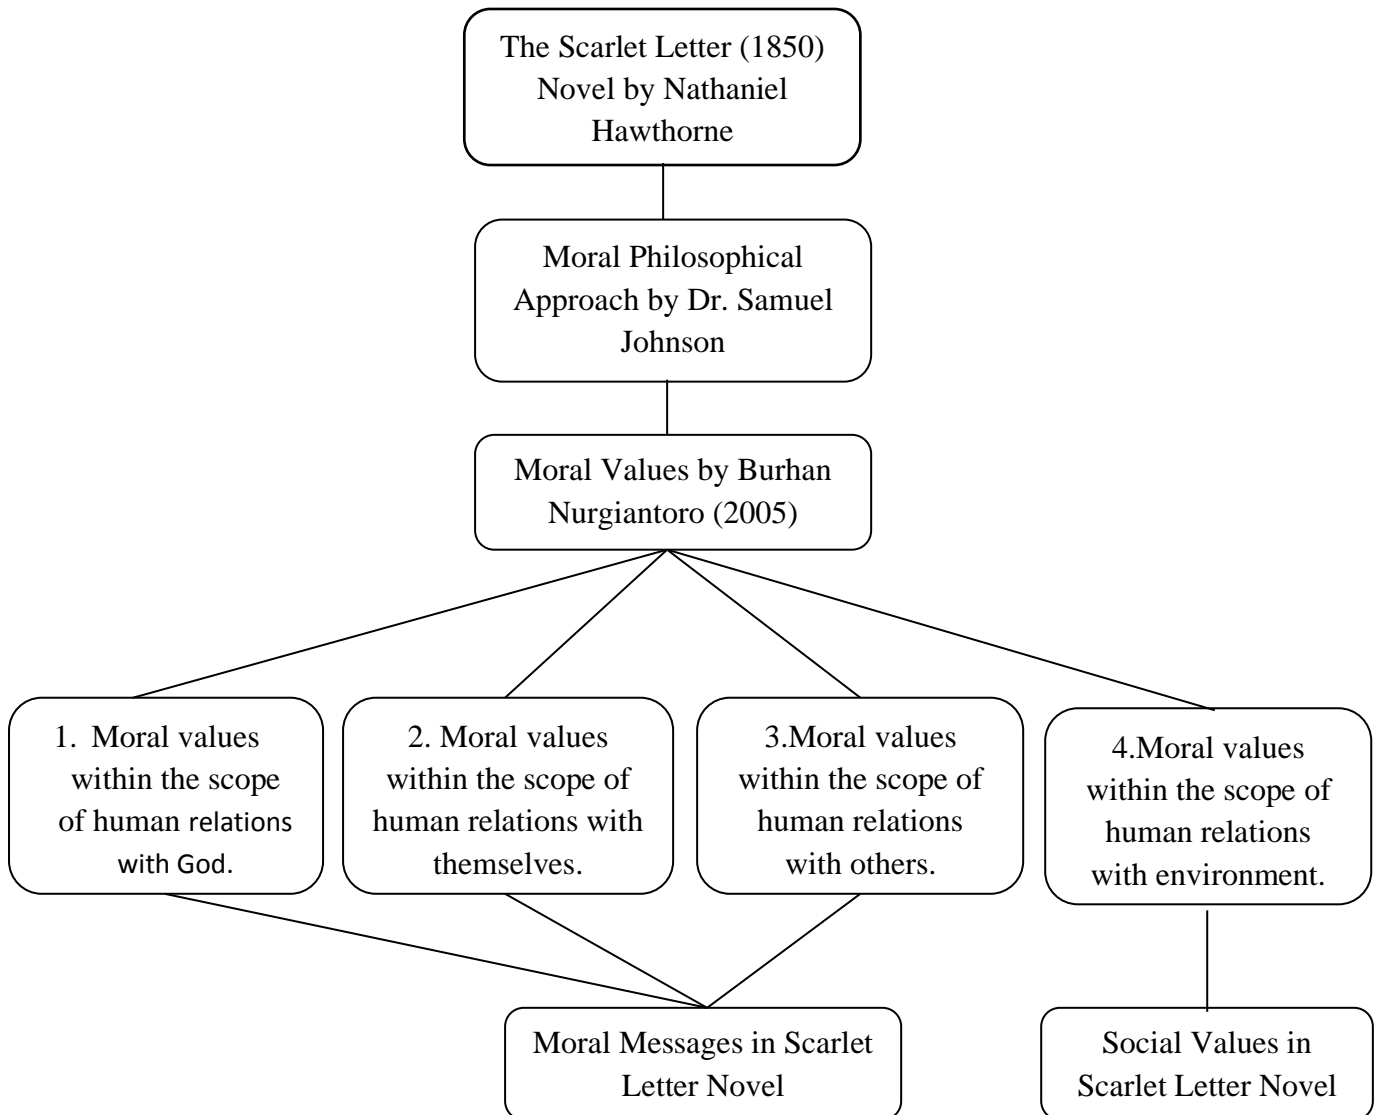 The Scarlet Letter (1850)
Novel by Nathaniel
Hawthorne
Moral Philosophical
Approach by Dr. Samuel
Johnson
Moral Values by Burhan
Nurgiantoro (2005)
1. Moral values
within the scope
of human relations
with God.
2. Moral values
within the scope of
human relations with
themselves.
3.Moral values
within the scope of
human relations
with others.
4.Moral values
within the scope of
human relations
with environment.
Moral Messages in Scarlet
Letter Novel
Social Values in
Scarlet Letter Novel